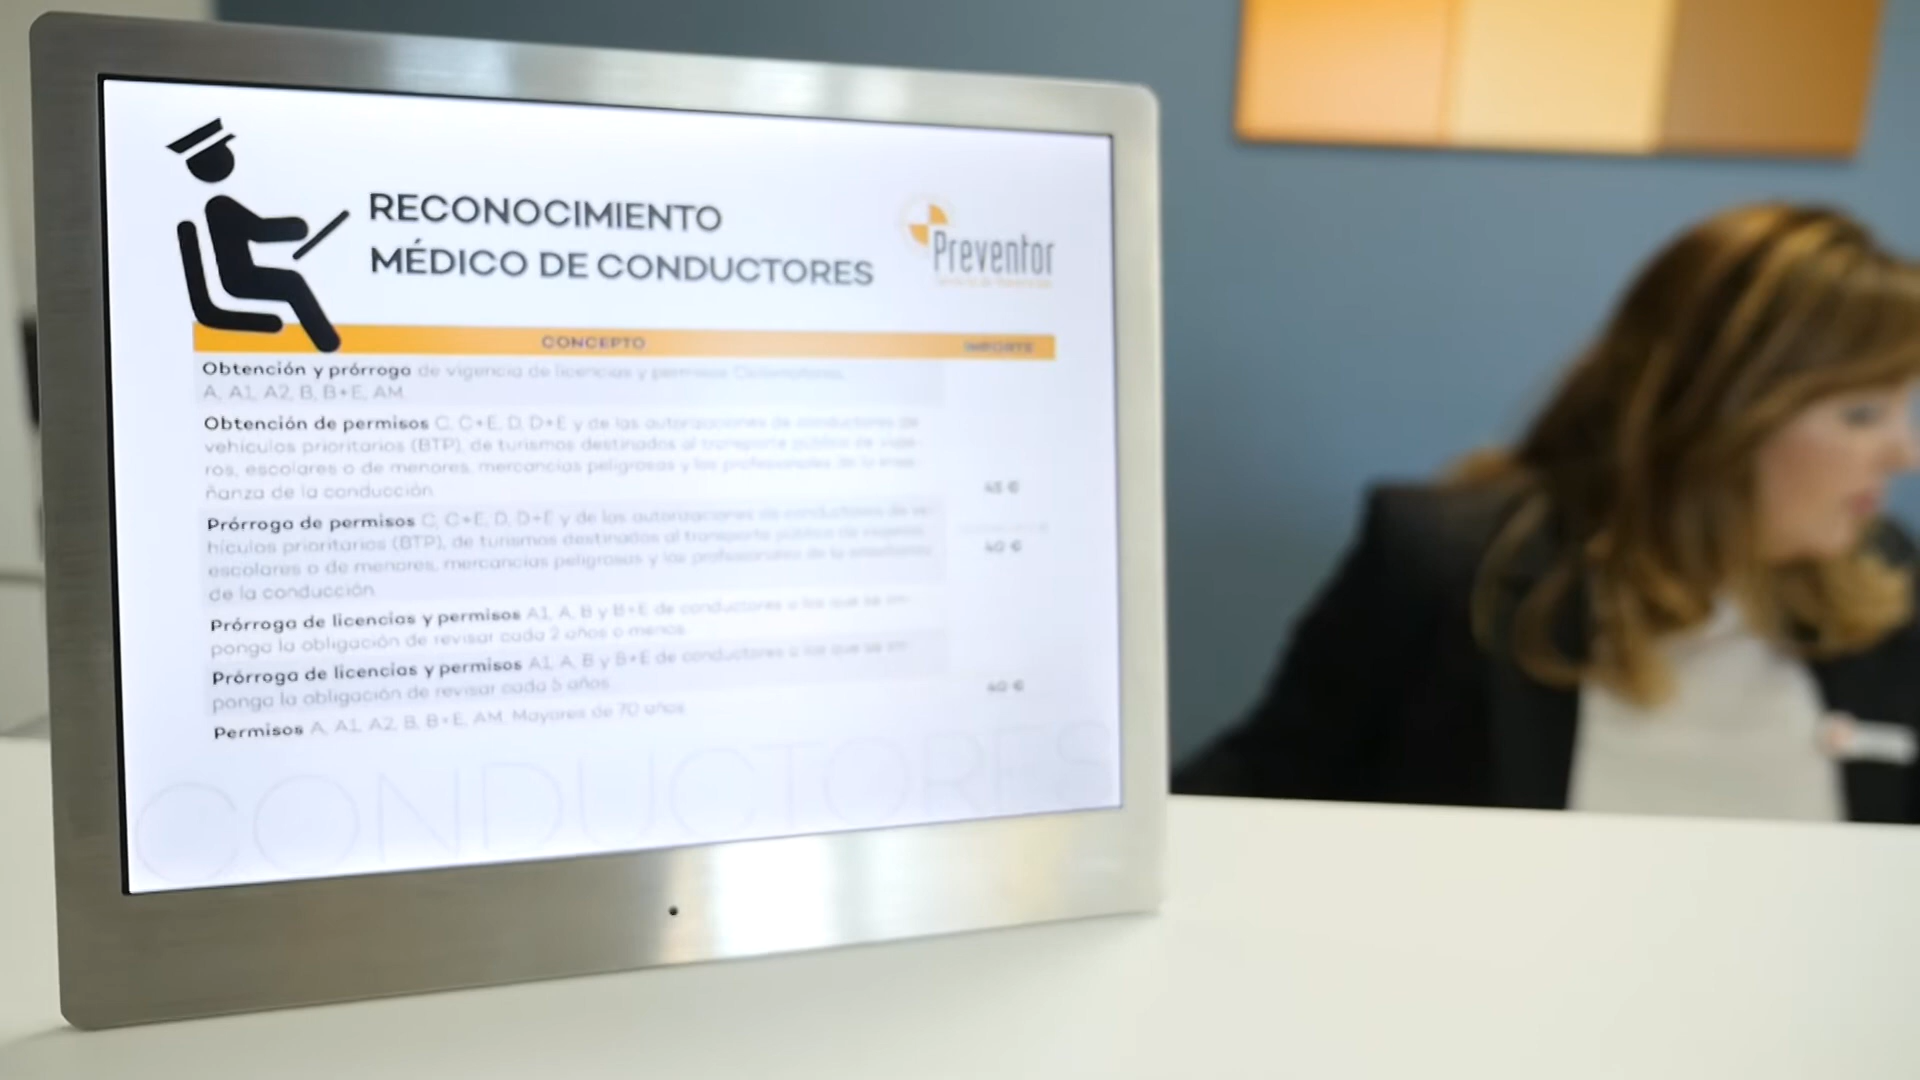 RECONOCIMIENTO
MÉDICO DE CONDUCTORES
Preventor
CONCEPTO IMPORTE
Obtención y prórroga de vigencia de licencias y permisos
A, A1, A2, B, B+E, AM.
Obtención de permisos C, C+E, D, D+E y de las autorizaciones de conductores de
vehículos prioritarios (BTP), de turismos destinados al transporte público de
ros, escolares o de menores, mercancías peligrosas y los profesionales de la
ñanza de la conducción 45 €
Prórroga de permisos C, C+E, D, D+E y de las autorizaciones de conductores de ve-
hículos prioritarios (BTP), de turismos destinados al transporte público de viajeros, 40 €
escolares o de menores, mercancías peligrosas y los profesionales de la enseñanza
de la conducción
Prórroga de licencias y permisos A1, A, B y B+E de conductores a los que se im-
ponga la obligación de revisar cada 2 años o menos
Prórroga de licencias y permisos A1, A, B y B+E de conductores a los que se im-
ponga la obligación de revisar cada 5 años 40 €
Permisos A, A1, A2, B, B+E, AM. Mayores de 70 años
CONDUCTORES